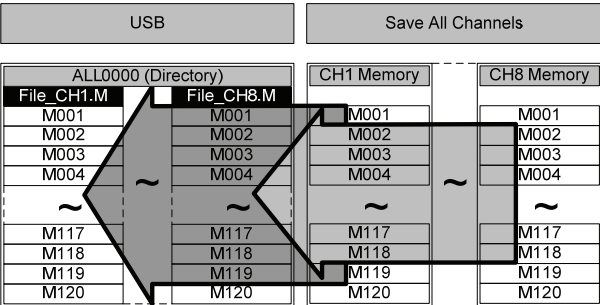 USB
Save All Channels
ALL0000 (Directory)
CH1 Memory
CH8 Memory
File_CH1.M
File_CH8.M
M001
M001
M001
M001
M002
M002
M002
M002
M003
M003
M003
M003
M004
M004
M004
M004
~
~
~
~
~
~
M117
M117
M117
M117
M118
M118
M118
M118
M119
M119
M119
M119
M120
M120
M120
M120